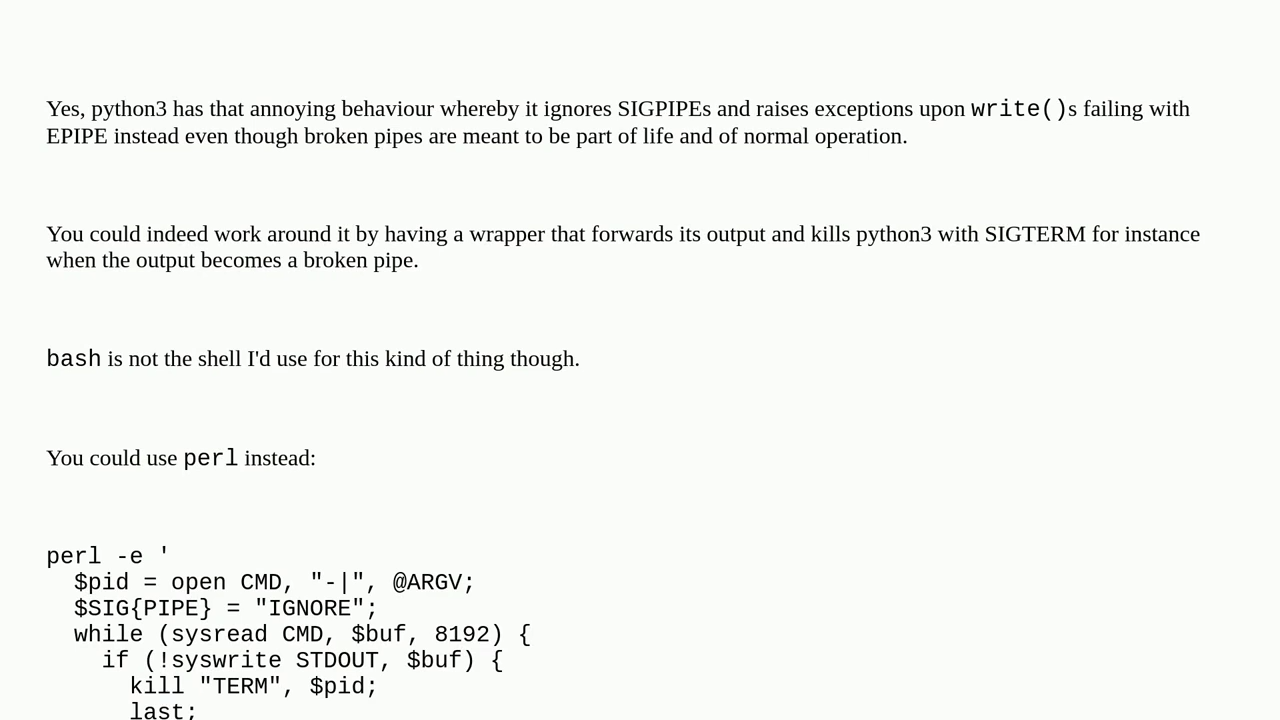 Yes, python3 has that annoying behaviour whereby it ignores SIGPIPEs and raises exceptions upon write()s failing with
EPIPE instead even though broken pipes are meant to be part of life and of normal operation.
You could indeed work around it by having a wrapper that forwards its output and kills python3 with SIGTERM for instance
when the output becomes a broken pipe.
bash is not the shell I'd use for this kind of thing though.
You could use perl instead:
perl -e '
  $pid = open CMD, "-|", @ARGV;
  $SIG{PIPE} = "IGNORE";
  while (sysread CMD, $buf, 8192) {
    if (!syswrite STDOUT, $buf) {
      kill "TERM", $pid;
      last;